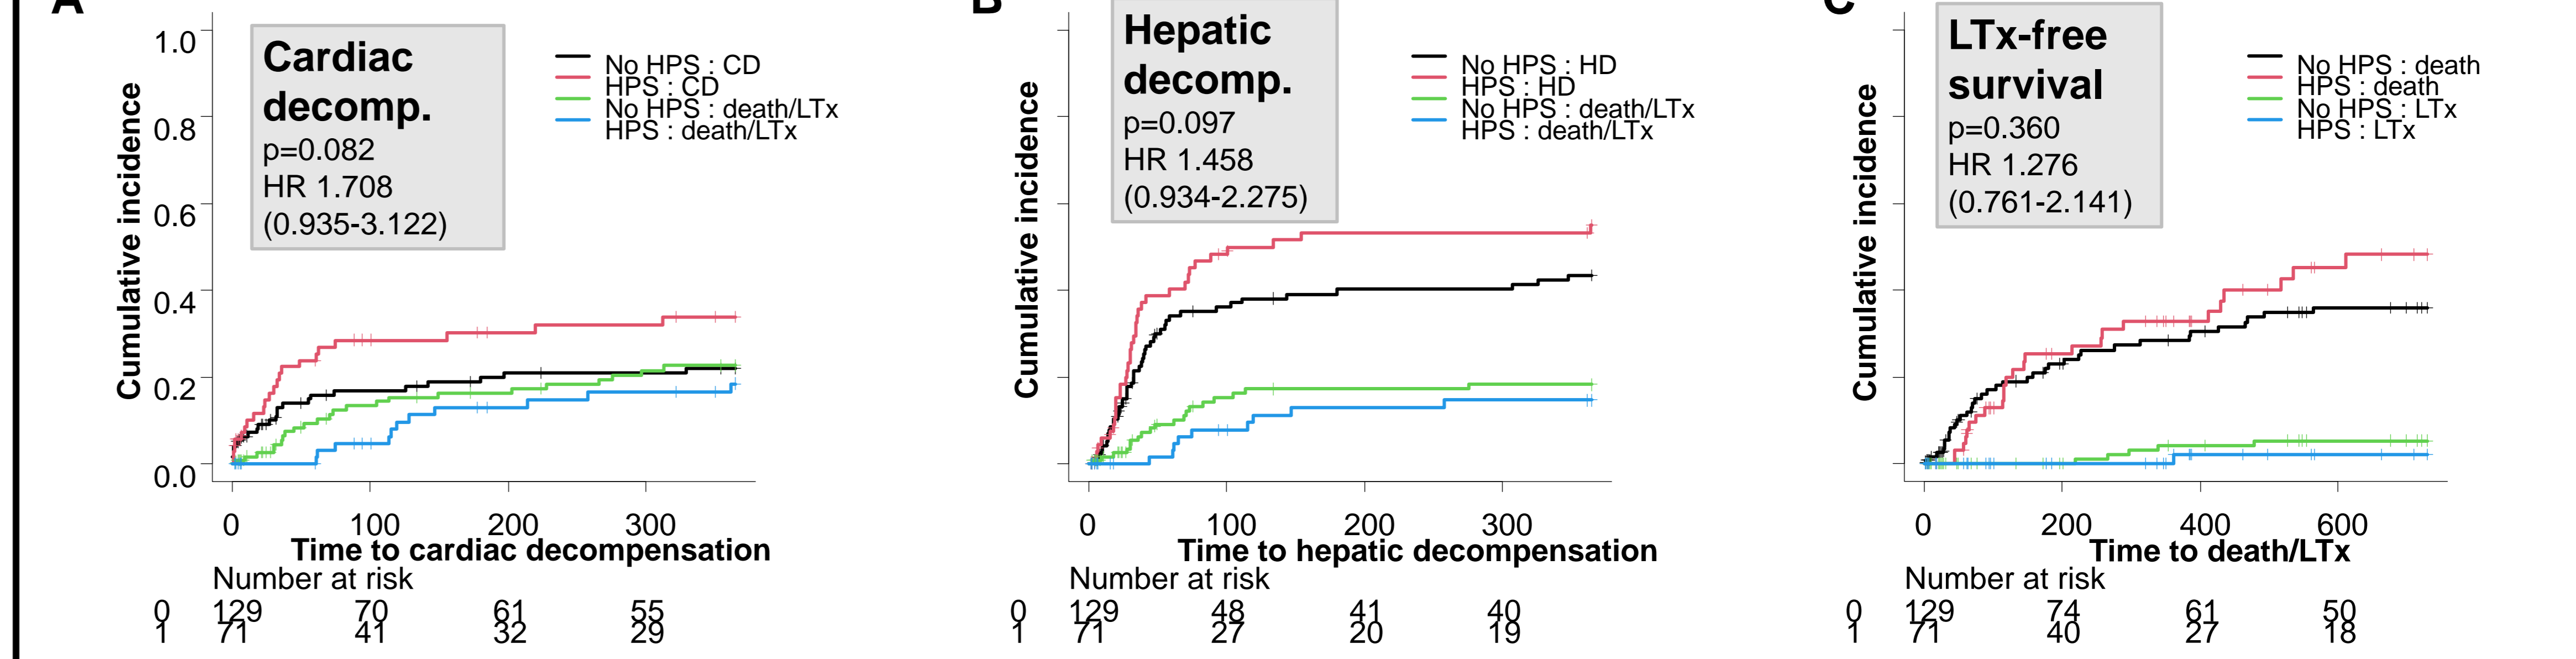 A
Cumulative incidence
1.0
0.8
0.6
0.4
0.2
0.0
Cardiac
decomp.
p=0.082
HR 1.708
(0.935-3.122)
No HPS : CD
HPS : CD
No HPS : death/LTx
HPS : death/LTx
0 100 200 300
Time to cardiac decompensation
Number at risk
0 129 70 61 55
1 71 41 32 29
B
Cumulative incidence
Hepatic
decomp.
p=0.097
HR 1.458
(0.934-2.275)
No HPS : HD
HPS : HD
No HPS : death/LTx
HPS : death/LTx
0 100 200 300
Time to hepatic decompensation
Number at risk
0 129 48 41 40
1 71 27 20 19
C
Cumulative incidence
LTx-free
survival
p=0.360
HR 1.276
(0.761-2.141)
No HPS : death
HPS : death
No HPS : LTx
HPS : LTx
0 200 400 600
Time to death/LTx
Number at risk
0 129 74 61 50
1 71 40 27 18